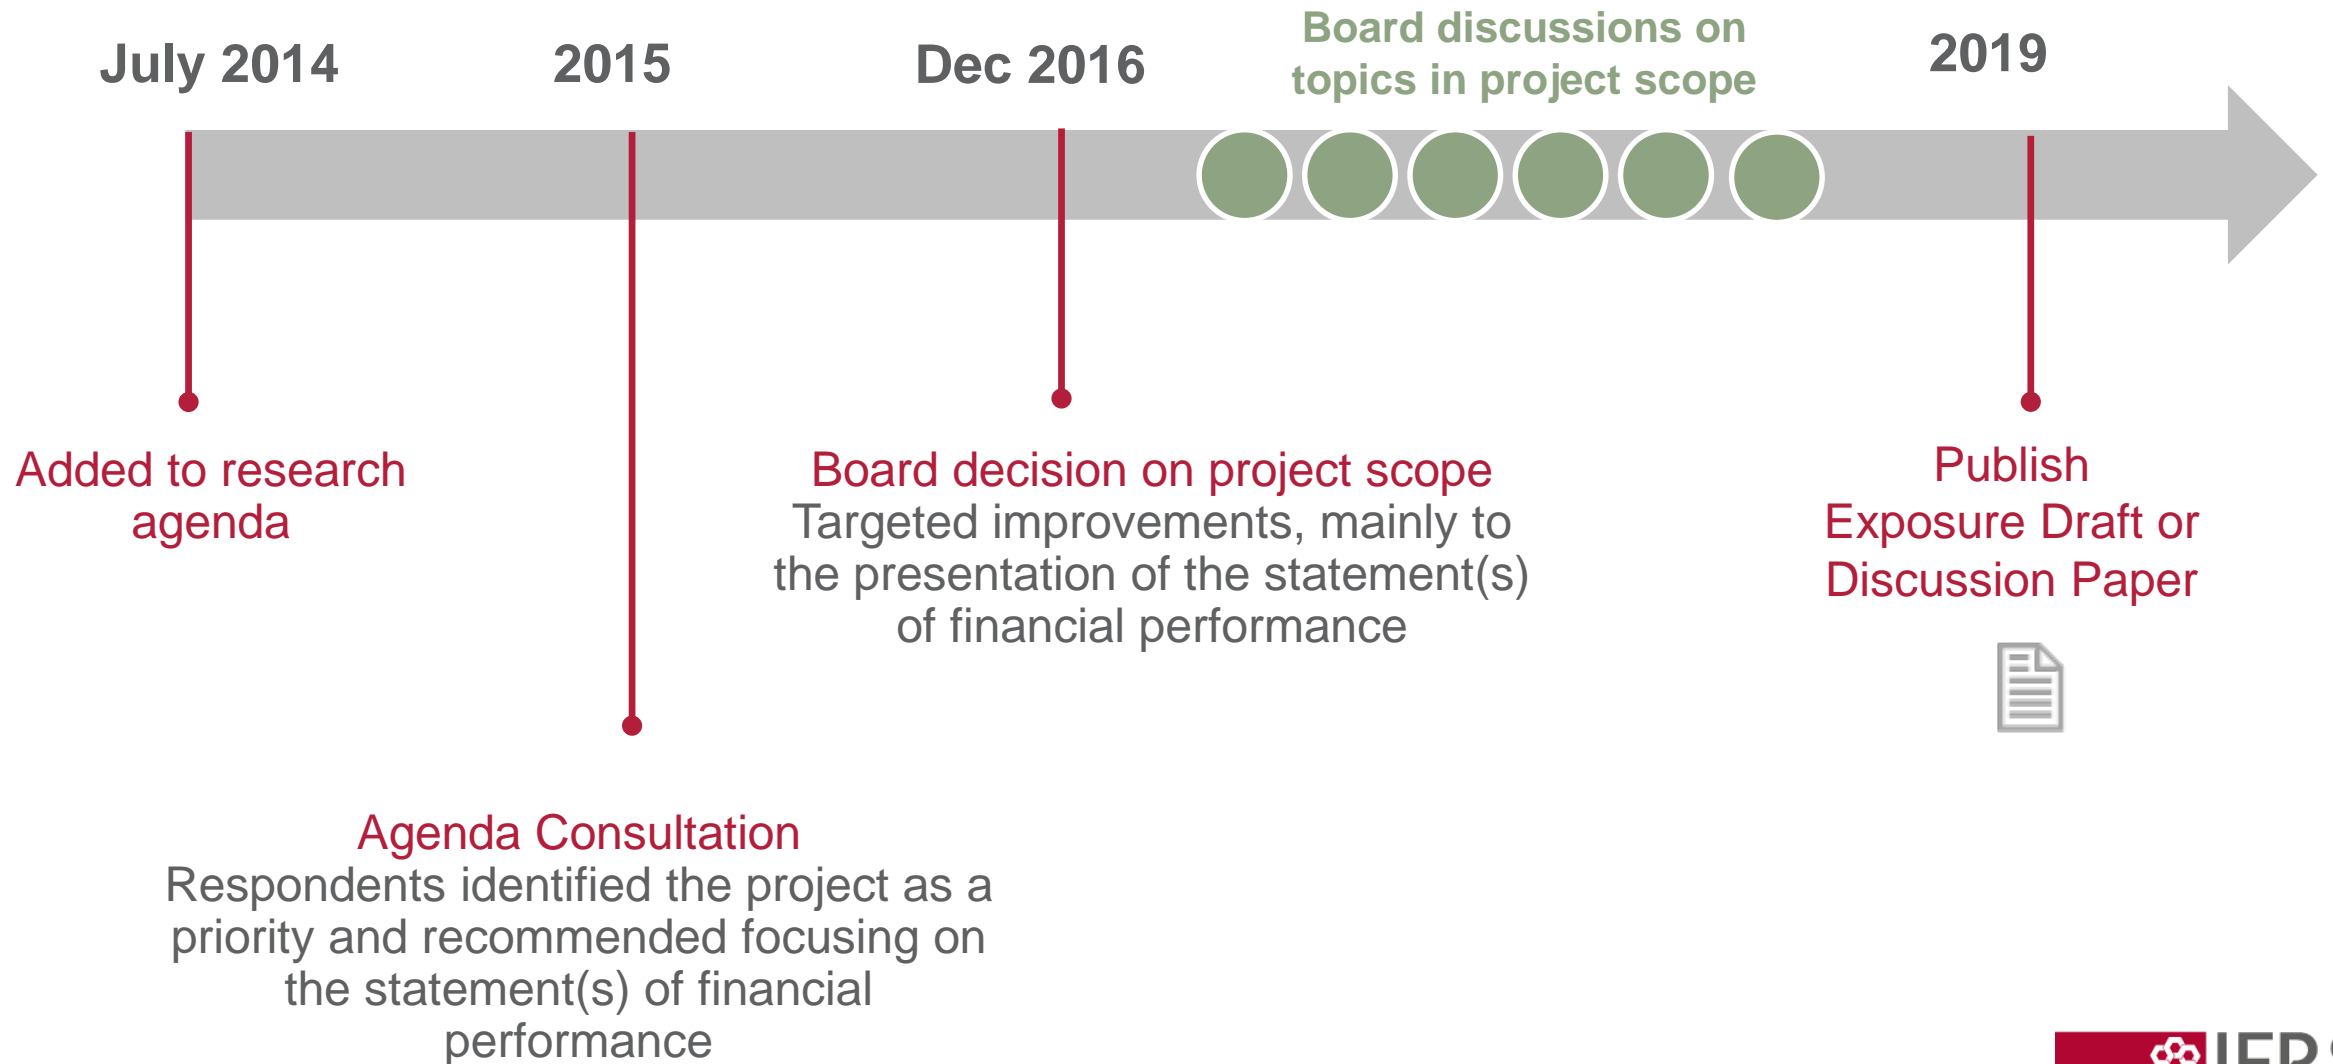 July 2014
2015
Dec 2016
Board discussions on
topics in project scope
2019
Added to research
agenda
Board decision on project scope
Targeted improvements, mainly to
the presentation of the statement(s)
of financial performance
Publish
Exposure Draft or
Discussion Paper
Agenda Consultation
Respondents identified the project as a
priority and recommended focusing on
the statement(s) of financial
performance
IFRS